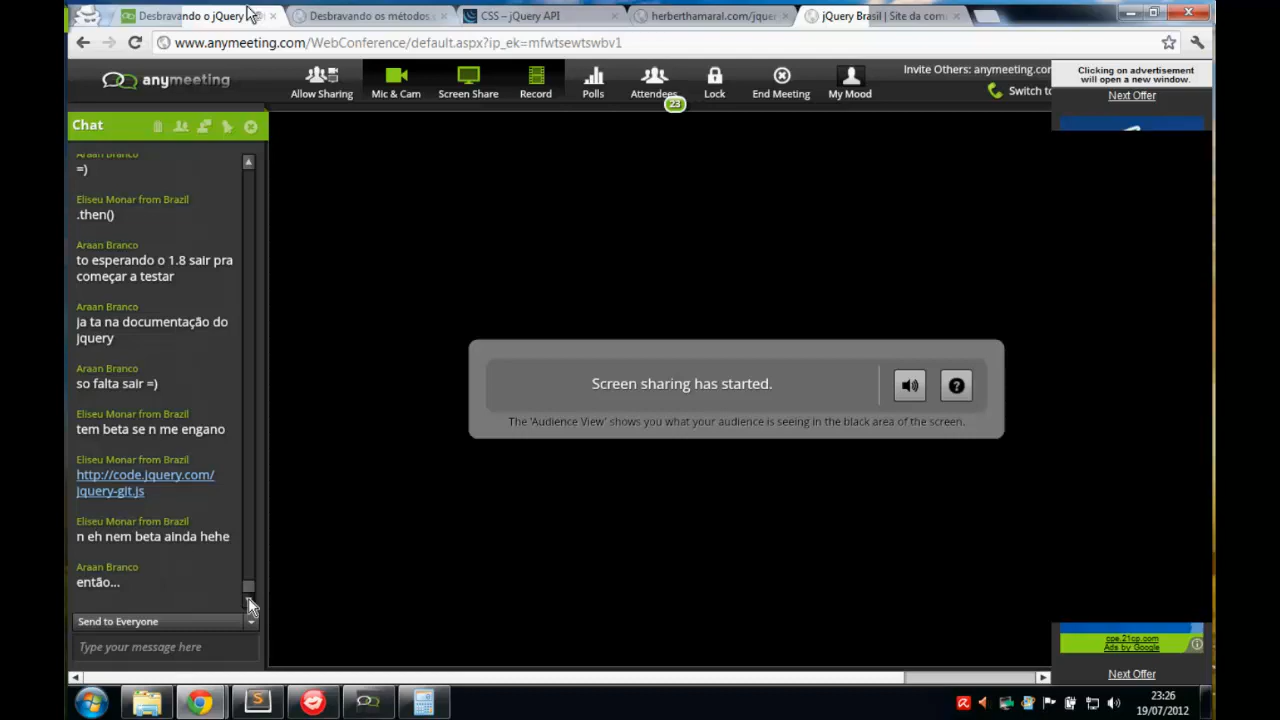 Desbravando o jQuery
Desbravando os métodos.
CSS – jQuery API
herberthamaral.com/jquer
jQuery Brasil | Site da com
www.anymeeting.com/WebConference/default.aspx?ip_ek=mfwtsewtswbv1
anymeeting
Allow Sharing
Mic & Cam
Screen Share
Record
Polls
Attendees
23
Lock
End Meeting
My Mood
Invite Others: anymeeting.com
Switch to
Clicking on advertisement
will open a new window.
Next Offer
Chat
Araan Branco
=)
Eliseu Monar from Brazil
.then()
Araan Branco
to esperando o 1.8 sair pra
começar a testar
Araan Branco
ja ta na documentação do
jquery
Araan Branco
so falta sair =)
Eliseu Monar from Brazil
tem beta se n me engano
Eliseu Monar from Brazil
http://code.jquery.com/
jquery-git.js
Eliseu Monar from Brazil
n eh nem beta ainda hehe
Araan Branco
então...
Send to Everyone
Type your message here
Screen sharing has started.
The 'Audience View' shows you what your audience is seeing in the black area of the screen.
cpe.21cp.com
Ads by Google
Next Offer
23:26
19/07/2012